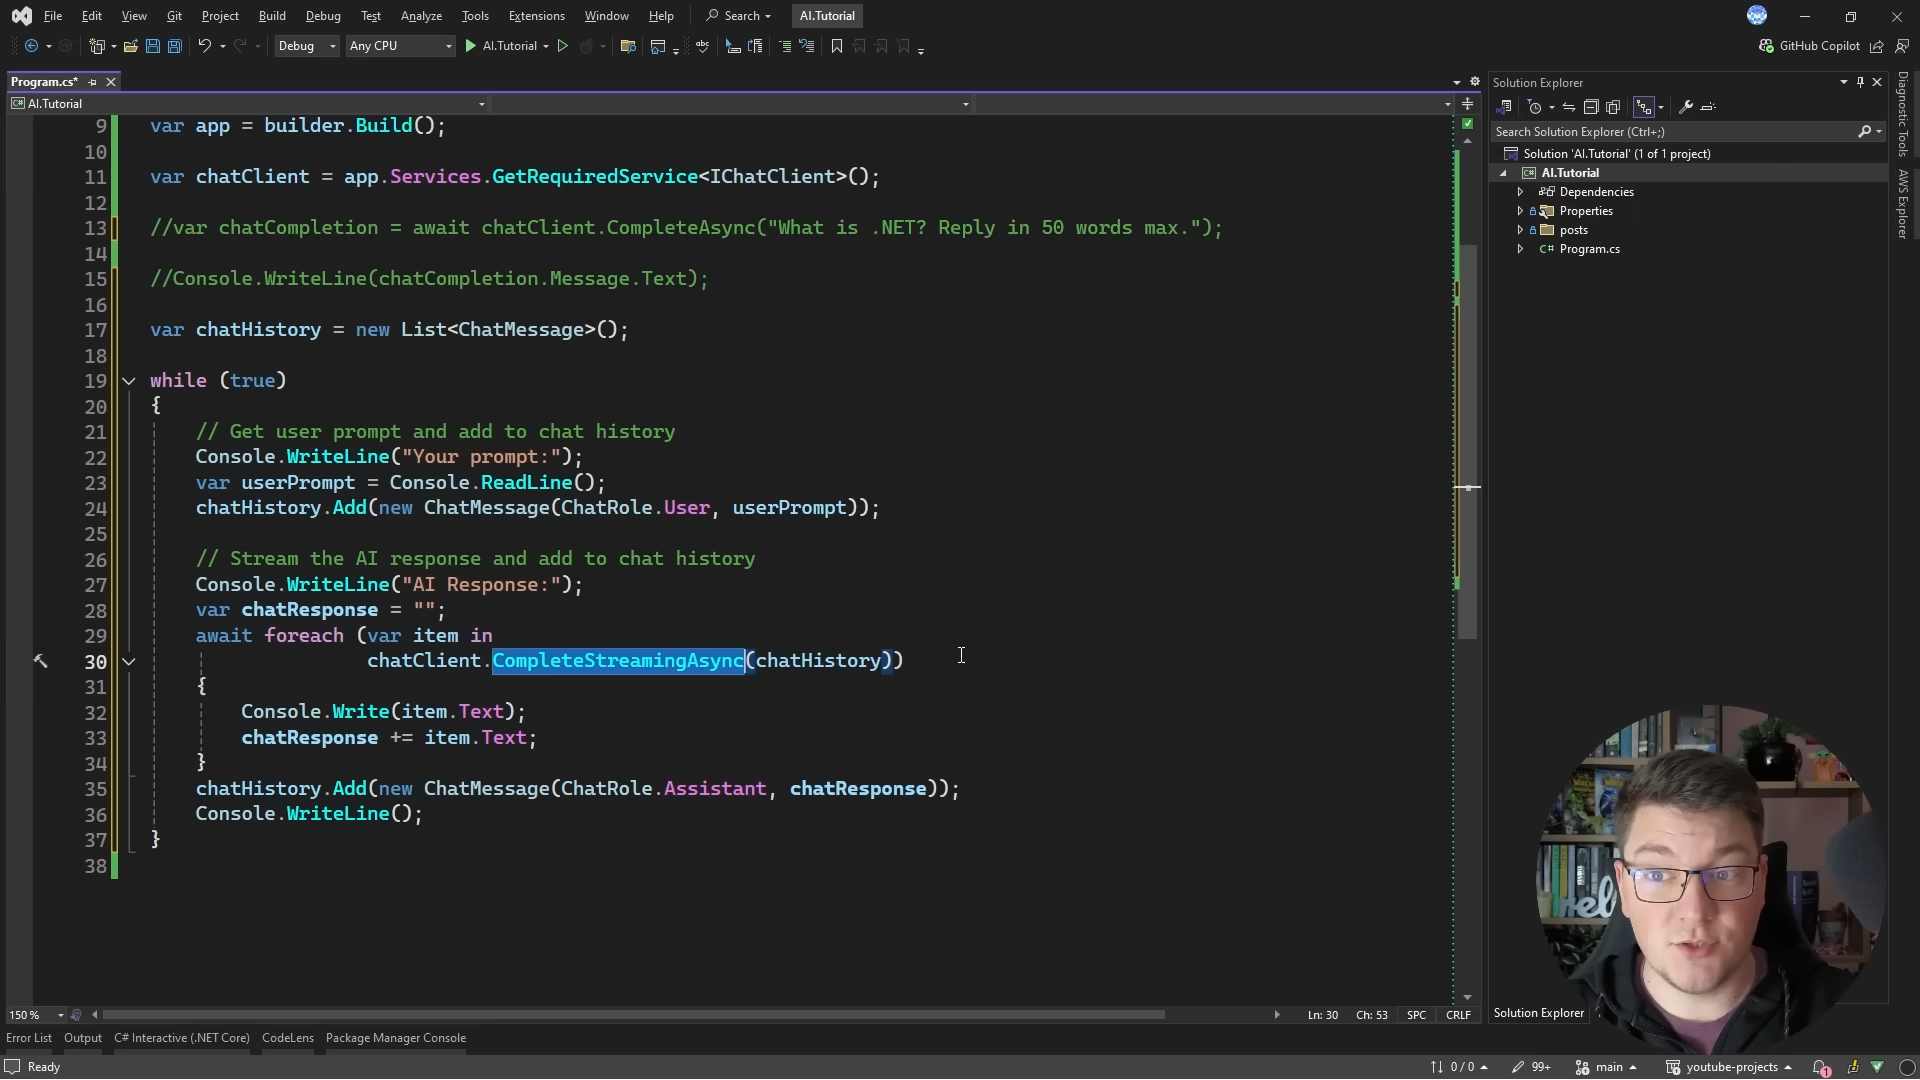 File Edit View Git Project Build Debug Test Analyze Tools Extensions Window Help Search AI.Tutorial
Debug Any CPU AI.Tutorial GitHub Copilot
Program.cs* Solution Explorer
AI.Tutorial
Search Solution Explorer (Ctrl+;)
Solution 'AI.Tutorial' (1 of 1 project)
AI.Tutorial
Dependencies
Properties
posts
C# Program.cs
Diagnostic Tools
AWS Explorer
9 var app = builder.Build();
10
11 var chatClient = app.Services.GetRequiredService<IChatClient>();
12
13 //var chatCompletion = await chatClient.CompleteAsync("What is .NET? Reply in 50 words max.");
14
15 //Console.WriteLine(chatCompletion.Message.Text);
16
17 var chatHistory = new List<ChatMessage>();
18
19 while (true)
20 {
21 // Get user prompt and add to chat history
22 Console.WriteLine("Your prompt:");
23 var userPrompt = Console.ReadLine();
24 chatHistory.Add(new ChatMessage(ChatRole.User, userPrompt));
25
26 // Stream the AI response and add to chat history
27 Console.WriteLine("AI Response:");
28 var chatResponse = "";
29 await foreach (var item in
30 chatClient.CompleteStreamingAsync(chatHistory))
31 {
32 Console.Write(item.Text);
33 chatResponse += item.Text;
34 }
35 chatHistory.Add(new ChatMessage(ChatRole.Assistant, chatResponse));
36 Console.WriteLine();
37 }
38
150 % Ln: 30 Ch: 53 SPC CRLF
Solution Explorer
Error List Output C# Interactive (.NET Core) CodeLens Package Manager Console
Ready 0 / 0 99+ main youtube-projects 1